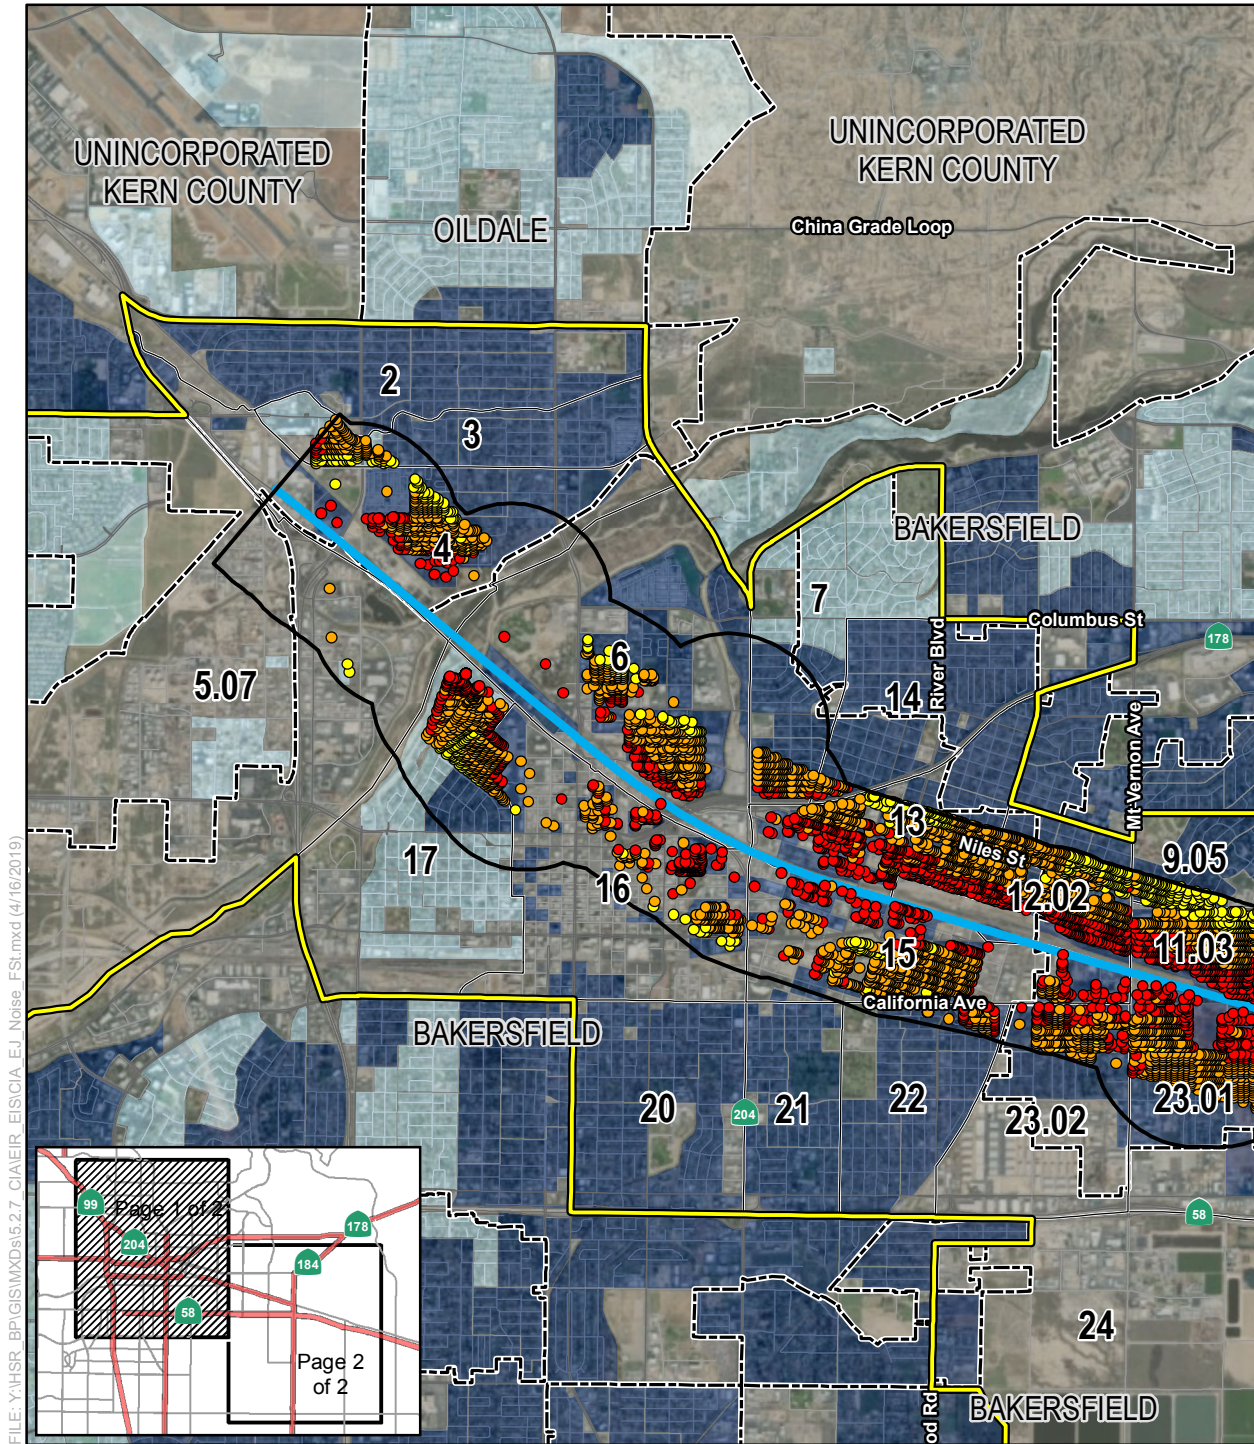 UNINCORPORATED
KERN COUNTY
UNINCORPORATED
KERN COUNTY
OILDALE
China Grade Loop
2
3
4
BAKERSFIELD
7
6
Columbus St
178
5.07
14
River Blvd
Mt Vernon Ave
13
Niles St
9.05
17
16
12.02
11.03
15
California Ave
BAKERSFIELD
20
204
21
22
23.02
23.01
58
24
od Rd
BAKERSFIELD
99
Page 1 of 2
204
178
184
58
Page 2
of 2
FILE: Y:\HSR_BP\GIS\MXDs\5.2.7_CIA\EIR_EIS\CIA_EJ_Noise_FSt.mxd (4/16/2019)